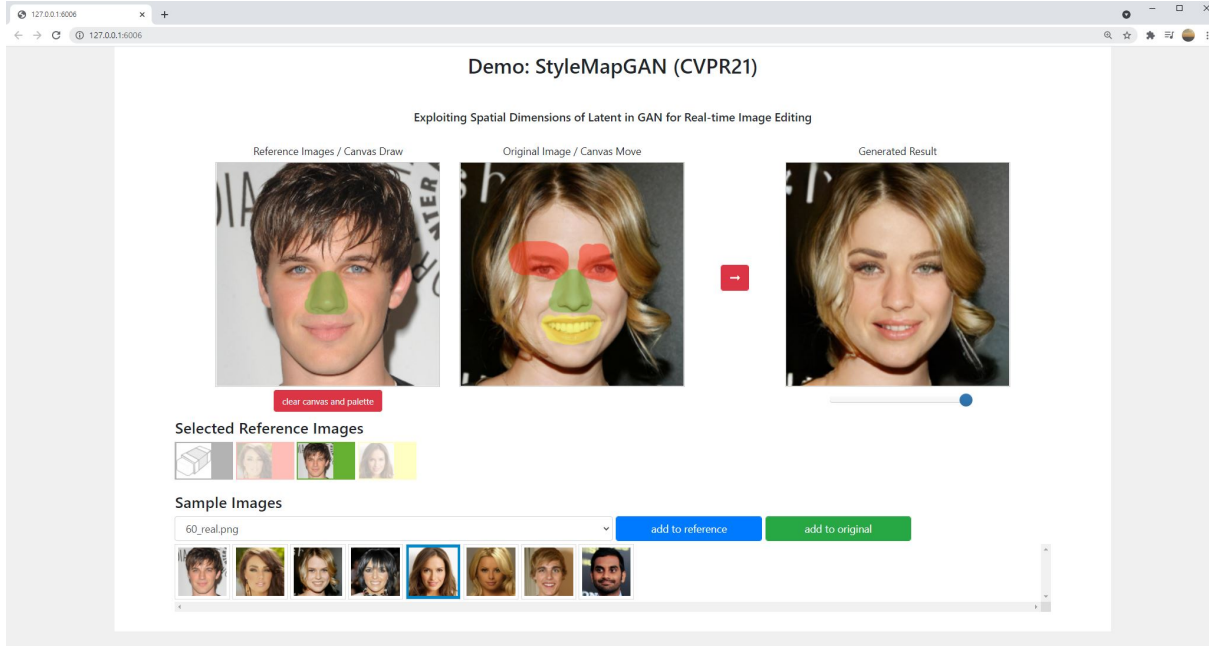 127.0.0.1:6006
127.0.0.1:6006
Demo: StyleMapGAN (CVPR21)
Exploiting Spatial Dimensions of Latent in GAN for Real-time Image Editing
Reference Images / Canvas Draw
Original Image / Canvas Move
Generated Result
clear canvas and palette
Selected Reference Images
Sample Images
60_real.png
add to reference
add to original